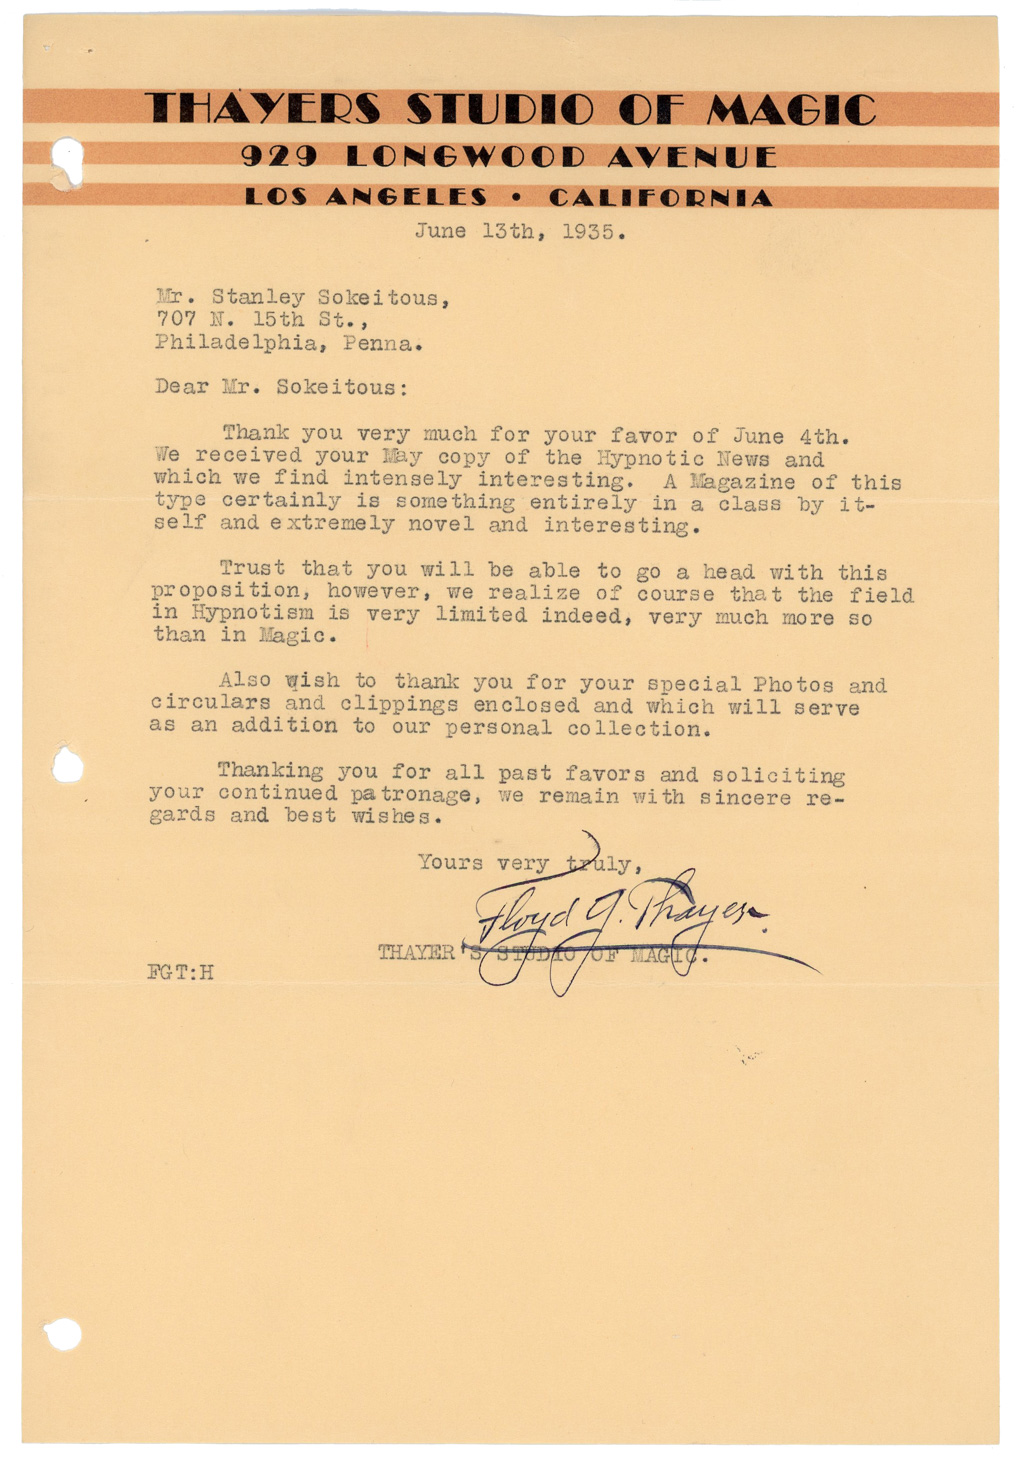 THAYERS STUDIO OF MAGIC
929 LONGWOOD AVENUE
LOS ANGELES • CALIFORNIA
June 13th, 1935.
Mr. Stanley Sokeitous,
707 N. 15th St.,
Philadelphia, Penna.
Dear Mr. Sokeitous:
Thank you very much for your favor of June 4th.
We received your May copy of the Hypnotic News and
which we find intensely interesting. A Magazine of this
type certainly is something entirely in a class by it-
self and extremely novel and interesting.
Trust that you will be able to go a head with this
proposition, however, we realize of course that the field
in Hypnotism is very limited indeed, very much more so
than in Magic.
Also wish to thank you for your special Photos and
circulars and clippings enclosed and which will serve
as an addition to our personal collection.
Thanking you for all past favors and soliciting
your continued patronage, we remain with sincere re-
gards and best wishes.
Yours very truly,
Floyd G. Thayer.
THAYER'S STUDIO OF MAGIC.
FGT:H